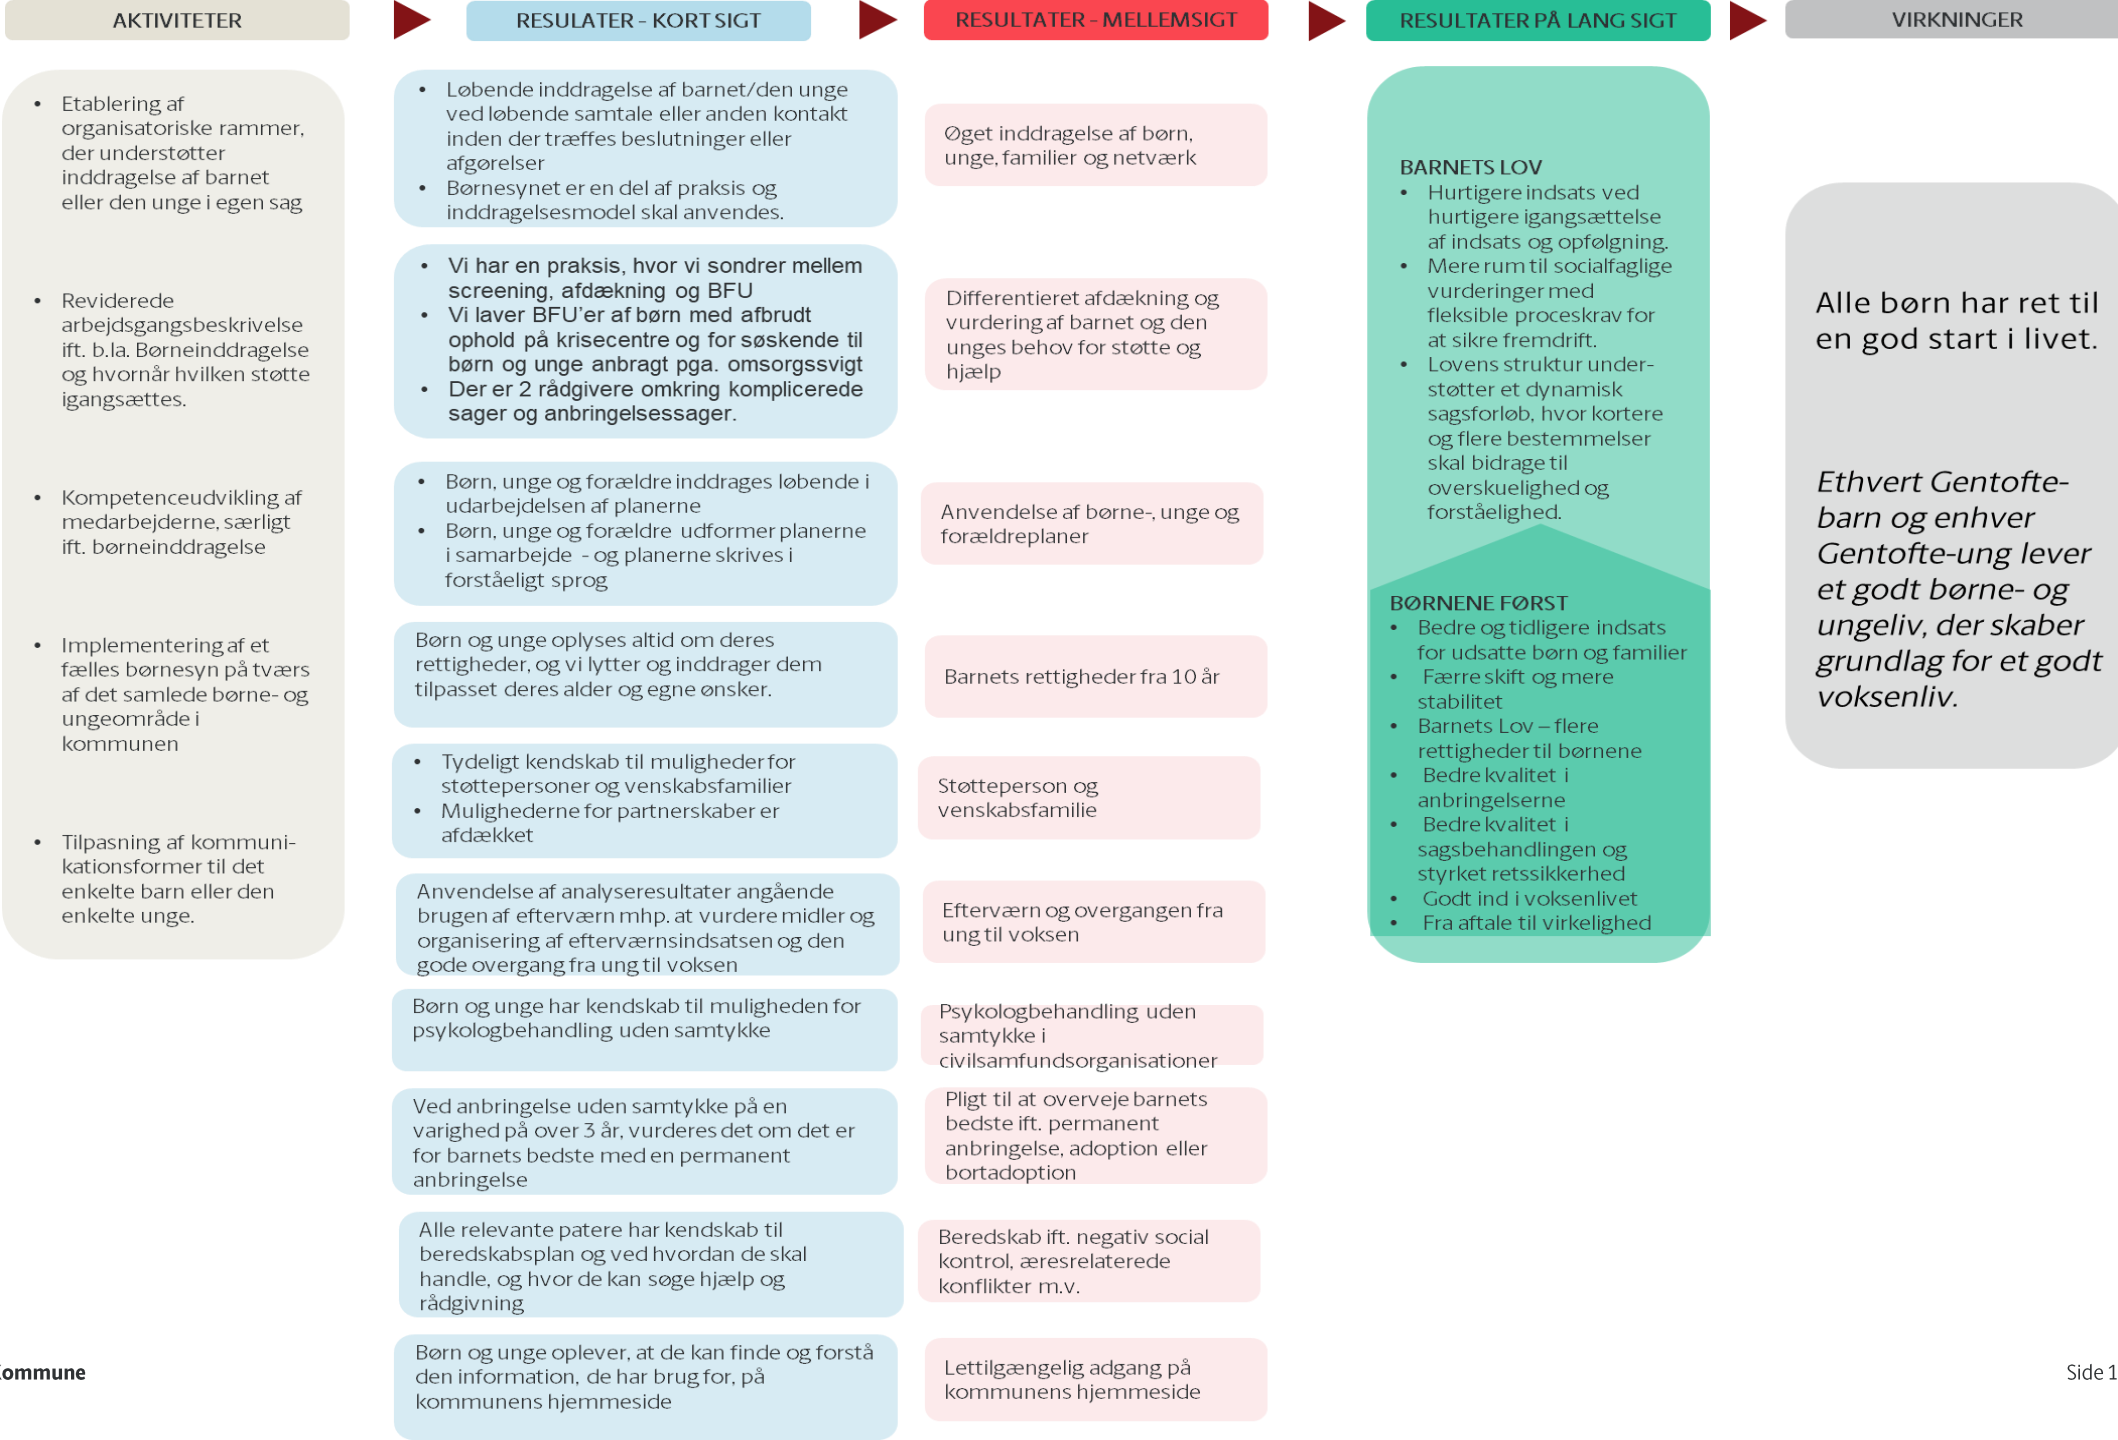 AKTIVITETER
RESULATER - KORT SIGT
RESULTATER - MELLEMSIGT
RESULTATER PÅ LANG SIGT
VIRKNINGER
• Etablering af
organisatoriske rammer,
der understøtter
inddragelse af barnet
eller den unge i egen sag
• Reviderede
arbejdsgangsbeskrivelse
ift. b.la. Børneinddragelse
og hvornår hvilken støtte
igangsættes.
• Kompetenceudvikling af
medarbejderne, særligt
ift. børneinddragelse
• Implementering af et
fælles børnesyn på tværs
af det samlede børne- og
ungeområde i
kommunen
• Tilpasning af kommuni-
kationsformer til det
enkelte barn eller den
enkelte unge.
• Løbende inddragelse af barnet/den unge
ved løbende samtale eller anden kontakt
inden der træffes beslutninger eller
afgørelser
• Børnesynet er en del af praksis og
inddragelsesmodel skal anvendes.
• Vi har en praksis, hvor vi sondrer mellem
screening, afdækning og BFU
• Vi laver BFU’er af børn med afbrudt
ophold på krisecentre og for søskende til
børn og unge anbragt pga. omsorgssvigt
• Der er 2 rådgivere omkring komplicerede
sager og anbringelsessager.
• Børn, unge og forældre inddrages løbende i
udarbejdelsen af planerne
• Børn, unge og forældre udformer planerne
i samarbejde - og planerne skrives i
forståeligt sprog
Børn og unge oplyses altid om deres
rettigheder, og vi lytter og inddrager dem
tilpasset deres alder og egne ønsker.
• Tydeligt kendskab til muligheder for
støttepersoner og venskabsfamilier
• Mulighederne for partnerskaber er
afdækket
Anvendelse af analyseresultater angående
brugen af efterværn mhp. at vurdere midler og
organisering af efterværnsindsatsen og den
gode overgang fra ung til voksen
Børn og unge har kendskab til muligheden for
psykologbehandling uden samtykke
Ved anbringelse uden samtykke på en
varighed på over 3 år, vurderes det om det er
for barnets bedste med en permanent
anbringelse
Alle relevante patere har kendskab til
beredskabsplan og ved hvordan de skal
handle, og hvor de kan søge hjælp og
rådgivning
Børn og unge oplever, at de kan finde og forstå
den information, de har brug for, på
kommunens hjemmeside
Øget inddragelse af børn,
unge, familier og netværk
Differentieret afdækning og
vurdering af barnet og den
unges behov for støtte og
hjælp
Anvendelse af børne-, unge og
forældreplaner
Barnets rettigheder fra 10 år
Støtteperson og
venskabsfamilie
Efterværn og overgangen fra
ung til voksen
Psykologbehandling uden
samtykke i
civilsamfundsorganisationer
Pligt til at overveje barnets
bedste ift. permanent
anbringelse, adoption eller
bortadoption
Beredskab ift. negativ social
kontrol, æresrelaterede
konflikter m.v.
Lettilgængelig adgang på
kommunens hjemmeside
BARNETS LOV
• Hurtigere indsats ved
hurtigere igangsættelse
af indsats og opfølgning.
• Mere rum til socialfaglige
vurderinger med
fleksible proceskrav for
at sikre fremdrift.
• Lovens struktur under-
støtter et dynamisk
sagsforløb, hvor kortere
og flere bestemmelser
skal bidrage til
overskuelighed og
forståelighed.
BØRNENE FØRST
• Bedre og tidligere indsats
for udsatte børn og familier
• Færre skift og mere
stabilitet
• Barnets Lov – flere
rettigheder til børnene
• Bedre kvalitet i
anbringelserne
• Bedre kvalitet i
sagsbehandlingen og
styrket retssikkerhed
• Godt ind i voksenlivet
• Fra aftale til virkelighed
Alle børn har ret til
en god start i livet.
Ethvert Gentofte-
barn og enhver
Gentofte-ung lever
et godt børne- og
ungeliv, der skaber
grundlag for et godt
voksenliv.
Kommune
Side 1